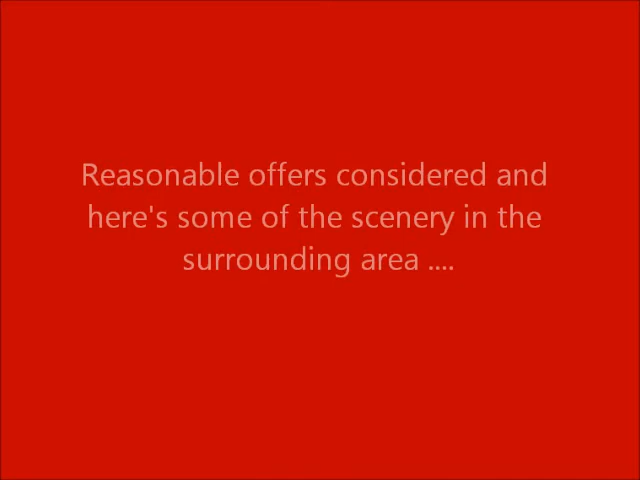 Reasonable offers considered and
here's some of the scenery in the
surrounding area ....